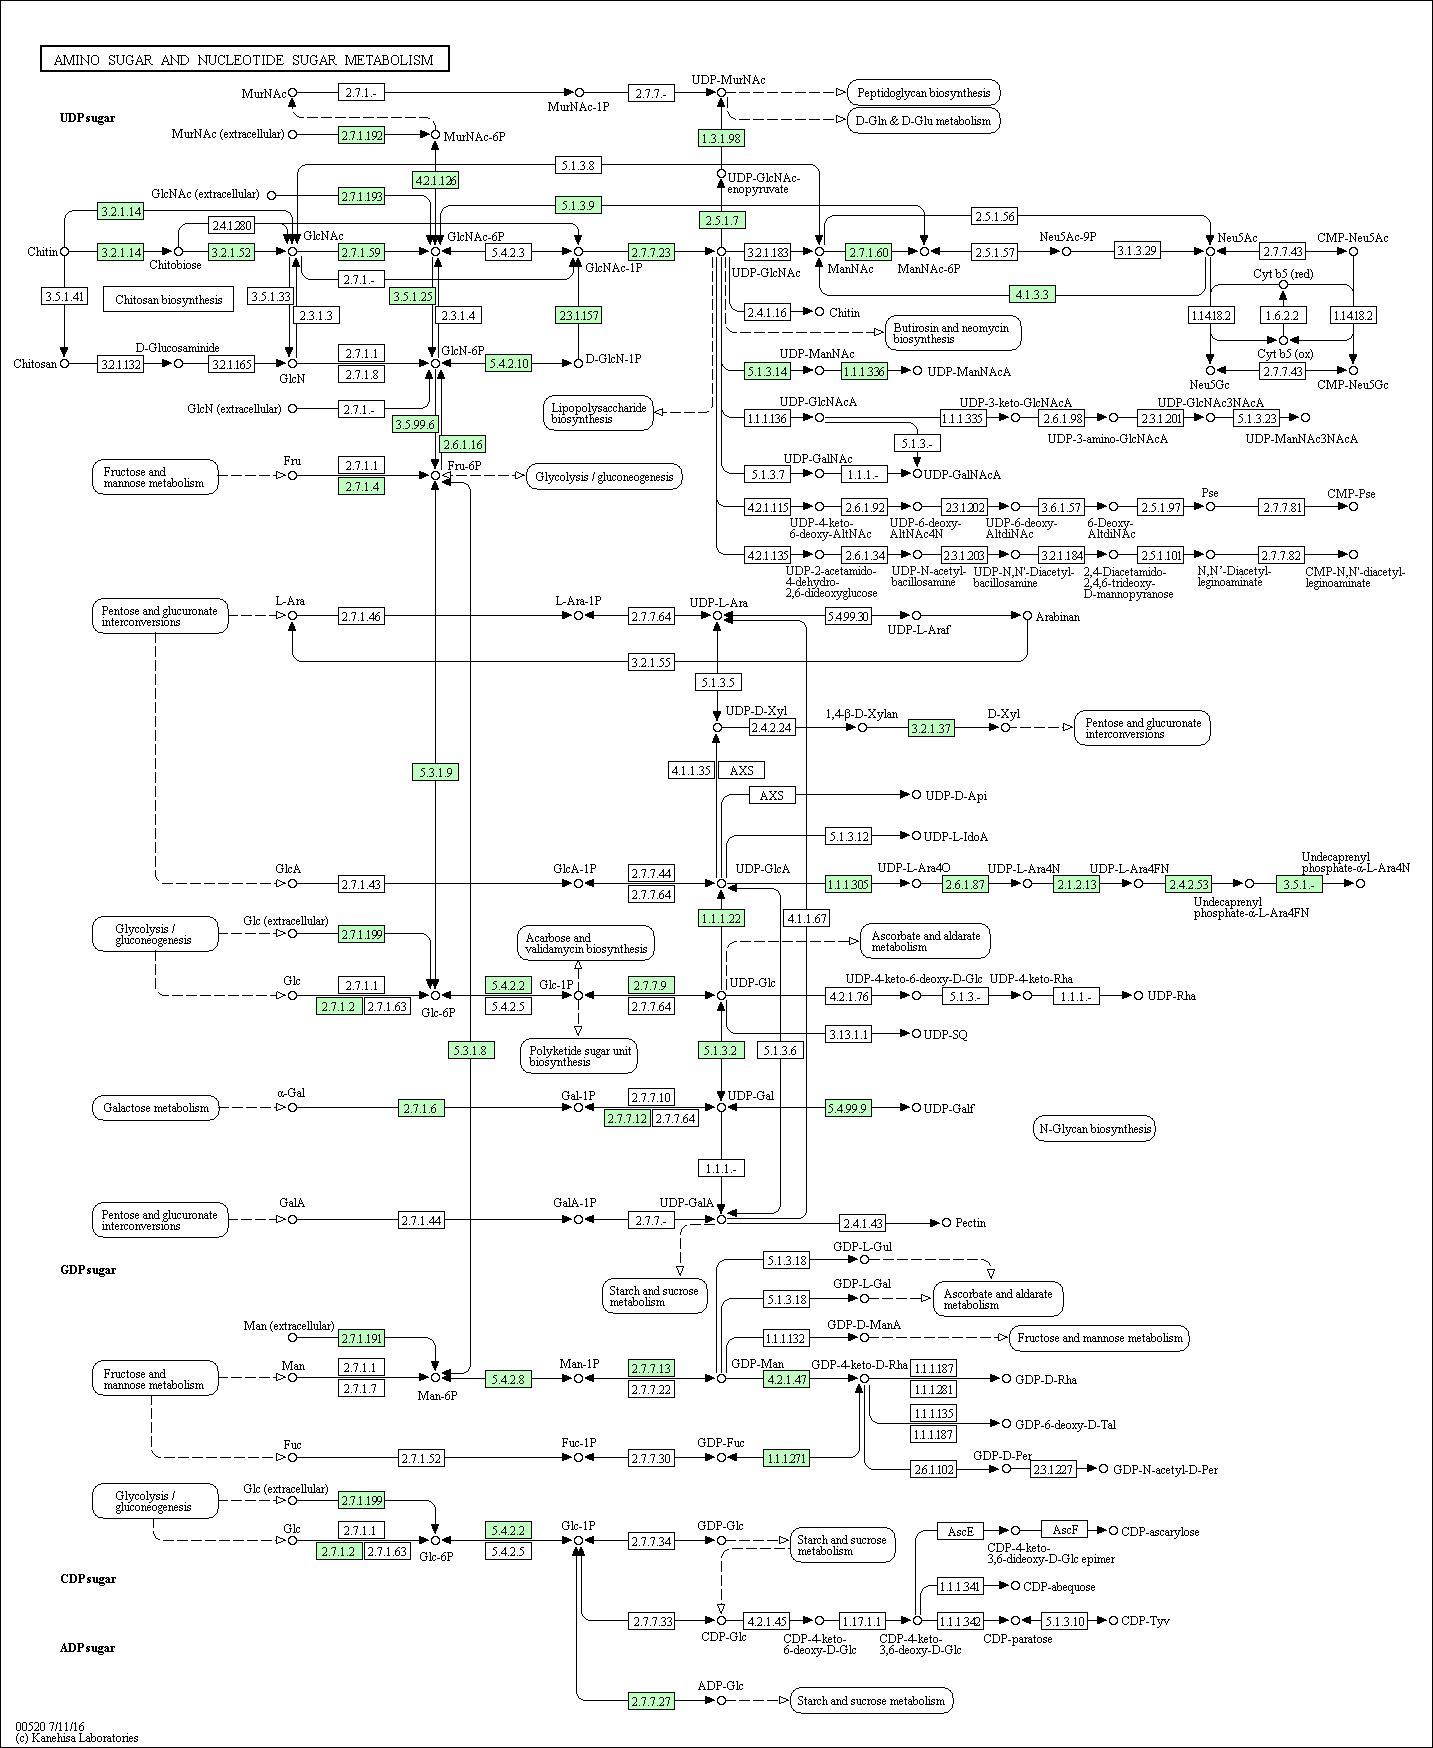 AMINO SUGAR AND NUCLEOTIDE SUGAR METABOLISM
MurNAc
2.7.1.-
MurNAc-1P
2.7.7.-
UDP-MurNAc
Peptidoglycan biosynthesis
UDP sugar
D-Gln & D-Glu metabolism
MurNAc (extracellular)
2.7.1.192
MurNAc-6P
1.3.1.98
5.1.3.8
UDP-GlcNAc-
enopyruvate
4.2.1.126
GlcNAc (extracellular)
2.7.1.193
5.1.3.9
3.2.1.14
2.4.1.280
2.5.1.7
2.5.1.56
Chitin
3.2.1.14
Chitobiose
3.2.1.52
GlcNAc
2.7.1.59
GlcNAc-6P
5.4.2.3
GlcNAc-1P
2.7.7.23
UDP-GlcNAc
3.2.1.183
ManNAc
2.7.1.60
ManNAc-6P
2.5.1.57
Neu5Ac-9P
3.1.3.29
Neu5Ac
2.7.7.43
CMP-Neu5Ac
2.7.1.-
Cyt b5 (red)
3.5.1.41
Chitosan biosynthesis
3.5.1.33
3.5.1.25
4.1.3.3
2.3.1.3
2.3.1.4
2.3.1.157
2.4.1.16
Chitin
1.14.18.2
1.6.2.2
1.14.18.2
Butirosin and neomycin
biosynthesis
Cyt b5 (ox)
D-Glucosaminide
2.7.1.1
GlcN-6P
UDP-ManNAc
Chitosan
3.2.1.132
3.2.1.165
GlcN
2.7.1.8
5.4.2.10
D-GlcN-1P
5.1.3.14
1.1.1.336
UDP-ManNAcA
Neu5Gc
2.7.7.43
CMP-Neu5Gc
GlcN (extracellular)
2.7.1.-
Lipopolysaccharide
biosynthesis
UDP-GlcNAcA
UDP-3-keto-GlcNAcA
UDP-GlcNAc3NAcA
1.1.1.136
1.1.1.335
2.6.1.98
2.3.1.201
5.1.3.23
3.5.99.6
UDP-3-amino-GlcNAcA
UDP-ManNAc3NAcA
2.6.1.16
5.1.3.-
UDP-GalNAc
Fructose and
mannose metabolism
Fru
2.7.1.1
2.7.1.4
Fru-6P
Glycolysis / gluconeogenesis
5.1.3.7
1.1.1.-
UDP-GalNAcA
Pse
CMP-Pse
4.2.1.115
2.6.1.92
2.3.1.202
3.6.1.57
2.5.1.97
2.7.7.81
UDP-4-keto-
6-deoxy-AltNAc
UDP-6-deoxy-
AltNAc4N
UDP-6-deoxy-
AltdiNAc
6-Deoxy-
AltdiNAc
4.2.1.135
2.6.1.34
2.3.1.203
3.2.1.184
2.5.1.101
2.7.7.82
UDP-2-acetamido-
4-dehydro-
2,6-dideoxyglucose
UDP-N-acetyl-
bacillosamine
UDP-N,N'-Diacetyl-
bacillosamine
2,4-Diacetamido-
2,4,6-trideoxy-
D-mannopyranose
N,N'-Diacetyl-
leginoaminate
CMP-N,N'-diacetyl-
leginoaminate
Pentose and glucuronate
interconversions
L-Ara
2.7.1.46
L-Ara-1P
2.7.7.64
UDP-L-Ara
5.4.99.30
UDP-L-Araf
Arabinan
3.2.1.55
5.1.3.5
UDP-D-Xyl
2.4.2.24
1,4-β-D-Xylan
3.2.1.37
D-Xyl
Pentose and glucuronate
interconversions
5.3.1.9
4.1.1.35
AXS
AXS
UDP-D-Api
5.1.3.12
UDP-L-IdoA
GlcA
2.7.1.43
GlcA-1P
2.7.7.44
2.7.7.64
UDP-GlcA
1.1.1.305
UDP-L-Ara4O
2.6.1.87
UDP-L-Ara4N
2.1.2.13
UDP-L-Ara4FN
2.4.2.53
Undecaprenyl
phosphate-α-L-Ara4FN
3.5.1.-
Undecaprenyl
phosphate-α-L-Ara4N
1.1.1.22
4.1.1.67
Glycolysis /
gluconeogenesis
Glc (extracellular)
2.7.1.199
Acarbose and
validamycin biosynthesis
Ascorbate and aldarate
metabolism
Glc
2.7.1.1
2.7.1.2
2.7.1.63
Glc-6P
5.4.2.2
5.4.2.5
Glc-1P
2.7.7.9
2.7.7.64
UDP-Glc
4.2.1.76
UDP-4-keto-6-deoxy-D-Glc
5.1.3.-
UDP-4-keto-Rha
1.1.1.-
UDP-Rha
3.13.1.1
UDP-SQ
5.3.1.8
Polyketide sugar unit
biosynthesis
5.1.3.2
5.1.3.6
Galactose metabolism
α-Gal
2.7.1.6
Gal-1P
2.7.7.10
2.7.7.12
2.7.7.64
UDP-Gal
5.4.99.9
UDP-Galf
N-Glycan biosynthesis
1.1.1.-
Pentose and glucuronate
interconversions
GalA
2.7.1.44
GalA-1P
2.7.7.-
UDP-GalA
2.4.1.43
Pectin
GDP sugar
Starch and sucrose
metabolism
5.1.3.18
GDP-L-Gul
5.1.3.18
GDP-L-Gal
Ascorbate and aldarate
metabolism
Man (extracellular)
2.7.1.191
1.1.1.132
GDP-D-ManA
Fructose and mannose metabolism
Fructose and
mannose metabolism
Man
2.7.1.1
2.7.1.7
Man-6P
5.4.2.8
Man-1P
2.7.7.13
2.7.7.22
GDP-Man
4.2.1.47
GDP-4-keto-D-Rha
1.1.1.187
1.1.1.281
GDP-D-Rha
1.1.1.135
1.1.1.187
GDP-6-deoxy-D-Tal
Fuc
2.7.1.52
Fuc-1P
2.7.7.30
GDP-Fuc
1.1.1.271
2.6.1.102
GDP-D-Per
2.3.1.227
GDP-N-acetyl-D-Per
Glycolysis /
gluconeogenesis
Glc (extracellular)
2.7.1.199
Glc
2.7.1.1
2.7.1.2
2.7.1.63
Glc-6P
5.4.2.2
5.4.2.5
Glc-1P
2.7.7.34
GDP-Glc
Starch and sucrose
metabolism
AscE
CDP-4-keto-
3,6-dideoxy-D-Glc epimer
AscF
CDP-ascarylose
CDP sugar
1.1.1.341
CDP-abequose
2.7.7.33
CDP-Glc
4.2.1.45
CDP-4-keto-
6-deoxy-D-Glc
1.17.1.1
CDP-4-keto-
3,6-deoxy-D-Glc
1.1.1.342
CDP-paratose
5.1.3.10
CDP-Tyv
ADP sugar
2.7.7.27
ADP-Glc
Starch and sucrose metabolism
00520 7/11/16
(c) Kanehisa Laboratories